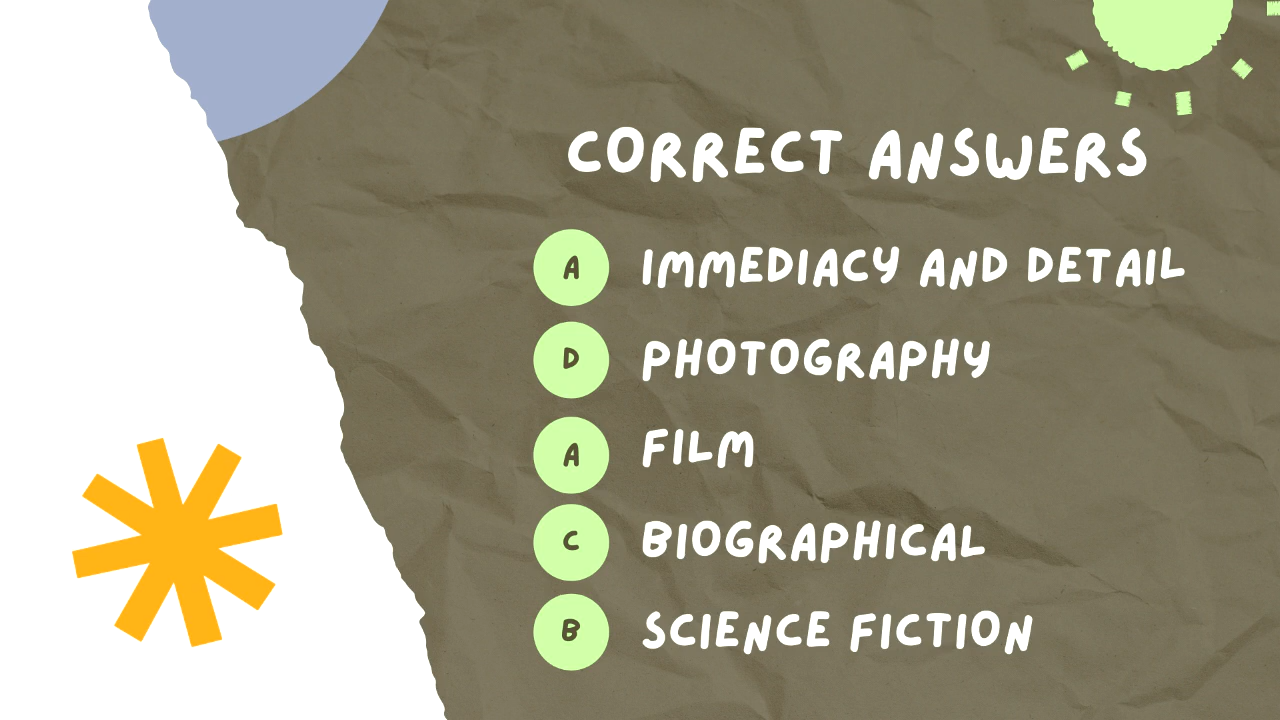 CORRECT ANSWERS
A IMMEDIACY AND DETAIL
D PHOTOGRAPHY
A FILM
C BIOGRAPHICAL
B SCIENCE FICTION